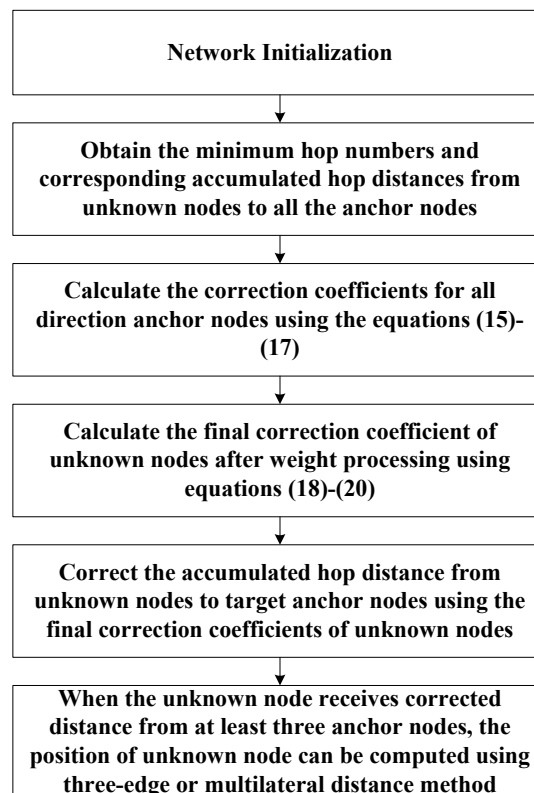 Network Initialization
Obtain the minimum hop numbers and
corresponding accumulated hop distances from
unknown nodes to all the anchor nodes
Calculate the correction coefficients for all
direction anchor nodes using the equations (15)-
(17)
Calculate the final correction coefficient of
unknown nodes after weight processing using
equations (18)-(20)
Correct the accumulated hop distance from
unknown nodes to target anchor nodes using the
final correction coefficients of unknown nodes
When the unknown node receives corrected
distance from at least three anchor nodes, the
position of unknown node can be computed using
three-edge or multilateral distance method